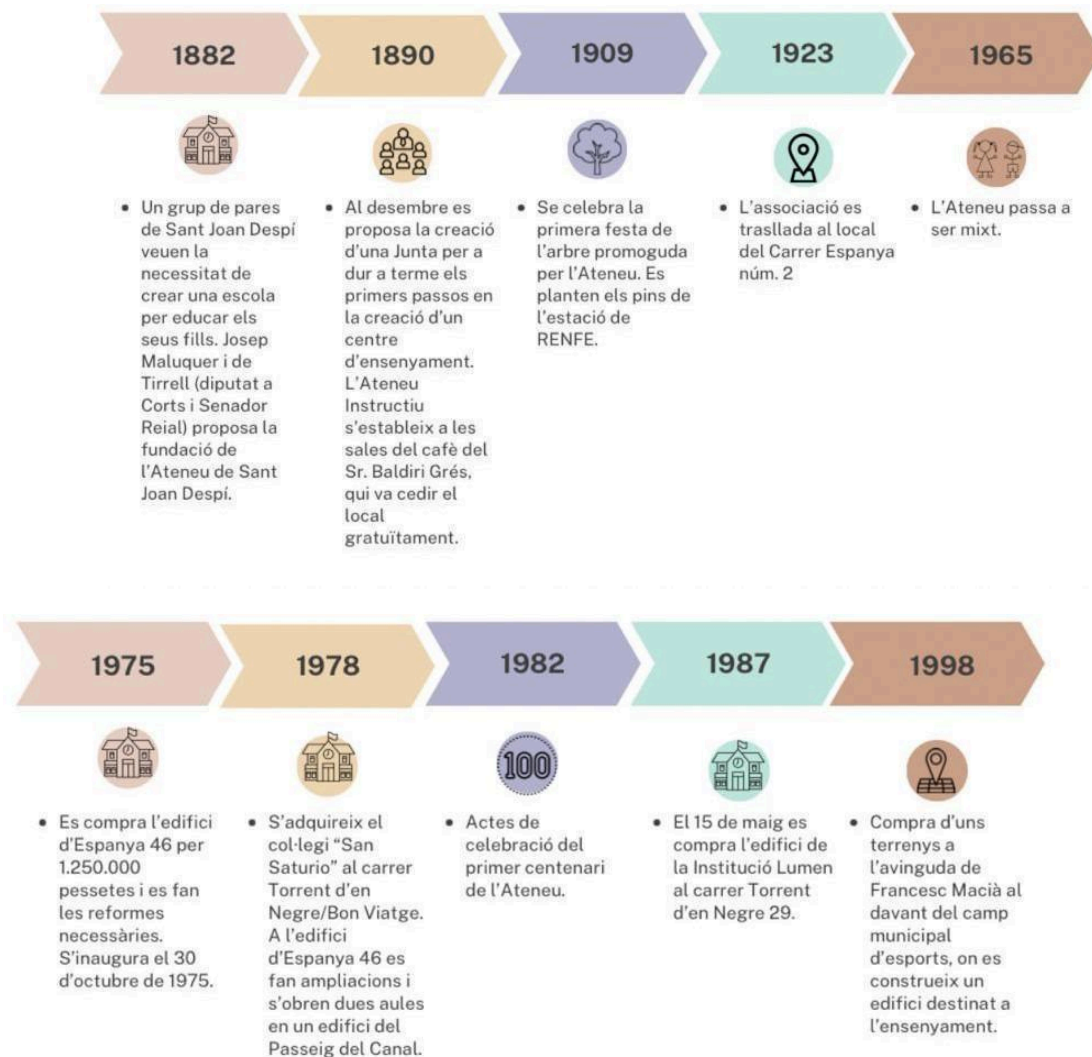 1882
1890
1909
1923
1965
• Un grup de pares
de Sant Joan Despí
veuen la
necessitat de
crear una escola
per educar els
seus fills. Josep
Maluquer i de
Tirrell (diputat a
Corts i Senador
Reial) proposa la
fundació de
l'Ateneu de Sant
Joan Despí.
• Al desembre es
proposa la creació
d'una Junta per a
dur a terme els
primers passos en
la creació d'un
centre
d'ensenyament.
L'Ateneu
Instructiu
s'estableix a les
sales del cafè del
Sr. Baldiri Grés,
qui va cedir el
local
gratuïtament.
• Se celebra la
primera festa de
l'arbre promoguda
per l'Ateneu. Es
planten els pins de
l'estació de
RENFE.
• L'associació es
trasllada al local
del Carrer Espanya
núm. 2
• L'Ateneu passa a
ser mixt.
1975
1978
1982
1987
1998
100
• Es compra l'edifici
d'Espanya 46 per
1.250.000
pessetes i es fan
les reformes
necessàries.
S'inaugura el 30
d'octubre de 1975.
• S'adquireix el
col·legi "San
Saturio" al carrer
Torrent d'en
Negre/Bon Viatge.
A l'edifici
d'Espanya 46 es
fan ampliacions i
s'obren dues aules
en un edifici del
Passeig del Canal.
• Actes de
celebració del
primer centenari
de l'Ateneu.
• El 15 de maig es
compra l'edifici de
la Institució Lumen
al carrer Torrent
d'en Negre 29.
• Compra d'uns
terrenys a
l'avinguda de
Francesc Macià al
davant del camp
municipal
d'esports, on es
construeix un
edifici destinat a
l'ensenyament.